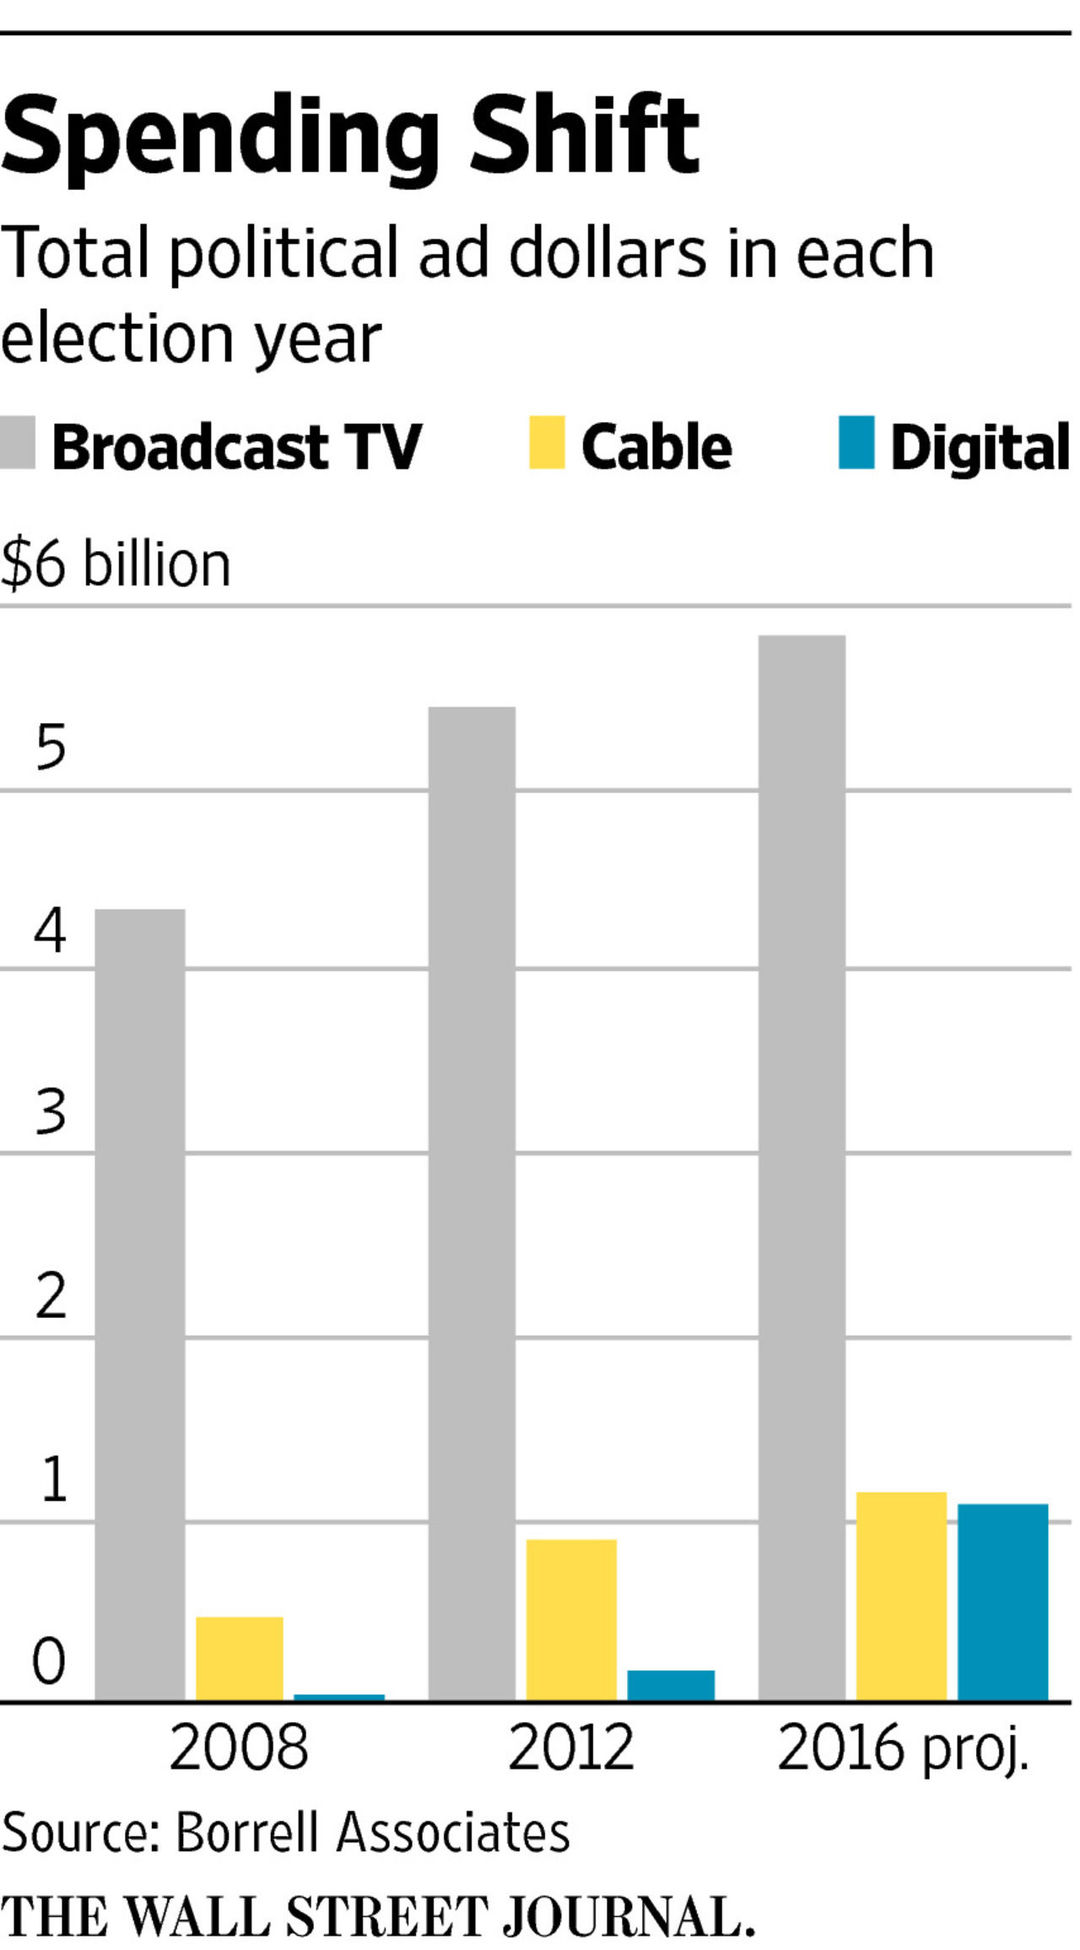 Spending Shift
Total political ad dollars in each
election year
Broadcast TV Cable Digital
$6 billion
5
4
3
2
1
0
2008 2012 2016 proj.
Source: Borrell Associates
THE WALL STREET JOURNAL.